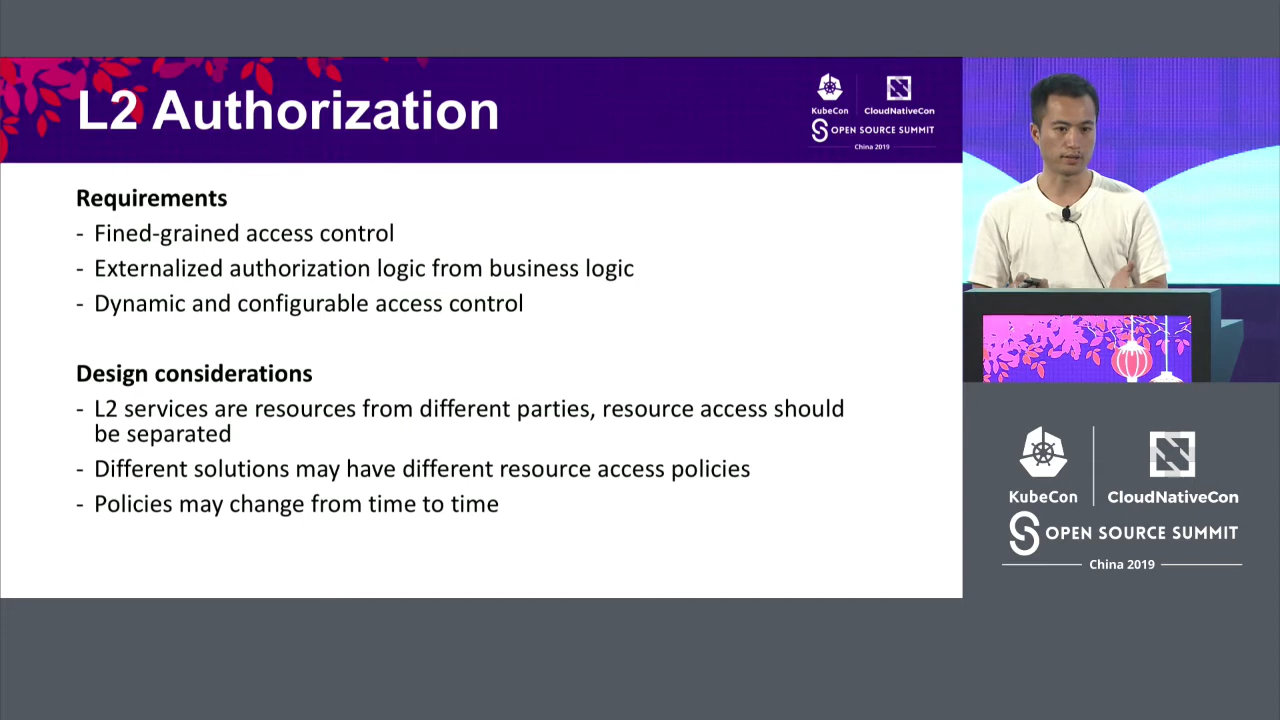 L2 Authorization
KubeCon
CloudNativeCon
OPEN SOURCE SUMMIT
China 2019
Requirements
- Fined-grained access control
- Externalized authorization logic from business logic
- Dynamic and configurable access control
Design considerations
- L2 services are resources from different parties, resource access should
be separated
- Different solutions may have different resource access policies
- Policies may change from time to time
KubeCon
CloudNativeCon
OPEN SOURCE SUMMIT
China 2019